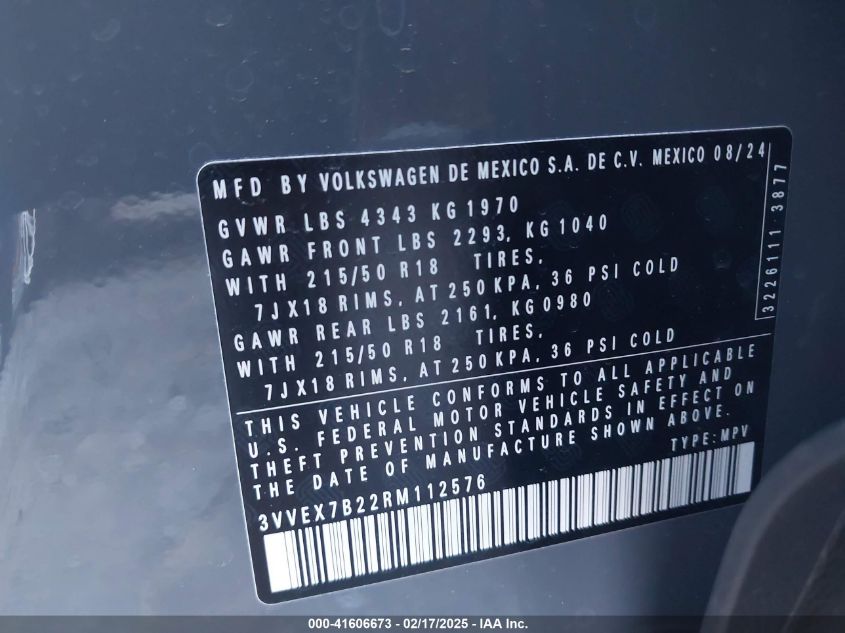 MFD BY VOLKSWAGEN DE MEXICO S.A. DE C.V. MEXICO 08/24
GVWR LBS 4343 KG 1970
GAWR FRONT LBS 2293, KG 1040
WITH 215/50 R18 TIRES,
7JX18 RIMS, AT 250 KPA, 36 PSI COLD
GAWR REAR LBS 2161, KG 0980
WITH 215/50 R18 TIRES,
7JX18 RIMS, AT 250 KPA, 36 PSI COLD
32261113877
THIS VEHICLE CONFORMS TO ALL APPLICABLE
U.S. FEDERAL MOTOR VEHICLE SAFETY AND
THEFT PREVENTION STANDARDS IN EFFECT ON
THE DATE OF MANUFACTURE SHOWN ABOVE.
TYPE: MPV
3VVEX7B22RM112576
000-41606673 - 02/17/2025 - IAA Inc.